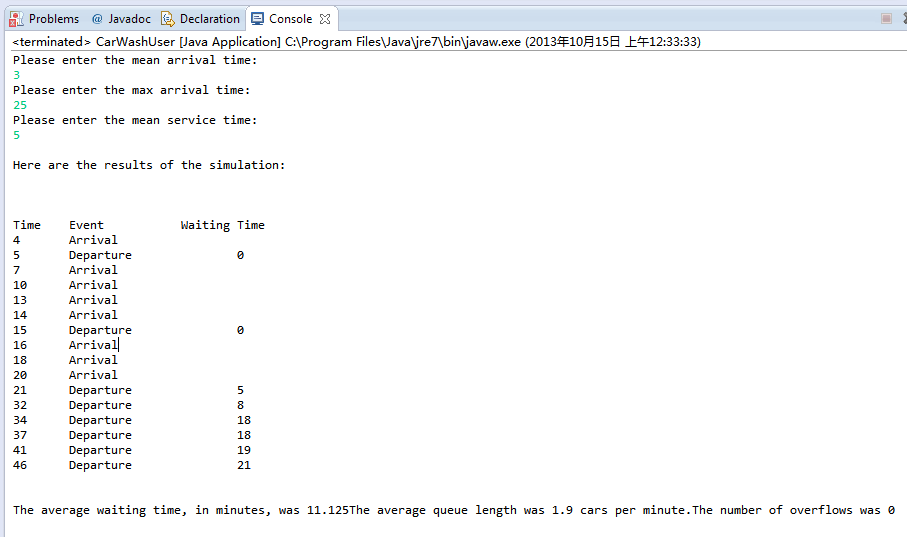 Problems @ Javadoc Declaration Console
<terminated> CarWashUser [Java Application] C:\Program Files\Java\jre7\bin\javaw.exe (2013年10月15日 上午12:33:33)
Please enter the mean arrival time:
3
Please enter the max arrival time:
25
Please enter the mean service time:
5
Here are the results of the simulation:
Time Event Waiting Time
4 Arrival
5 Departure 0
7 Arrival
10 Arrival
13 Arrival
14 Arrival
15 Departure 0
16 Arrival
18 Arrival
20 Arrival
21 Departure 5
32 Departure 8
34 Departure 18
37 Departure 18
41 Departure 19
46 Departure 21
The average waiting time, in minutes, was 11.125The average queue length was 1.9 cars per minute.The number of overflows was 0